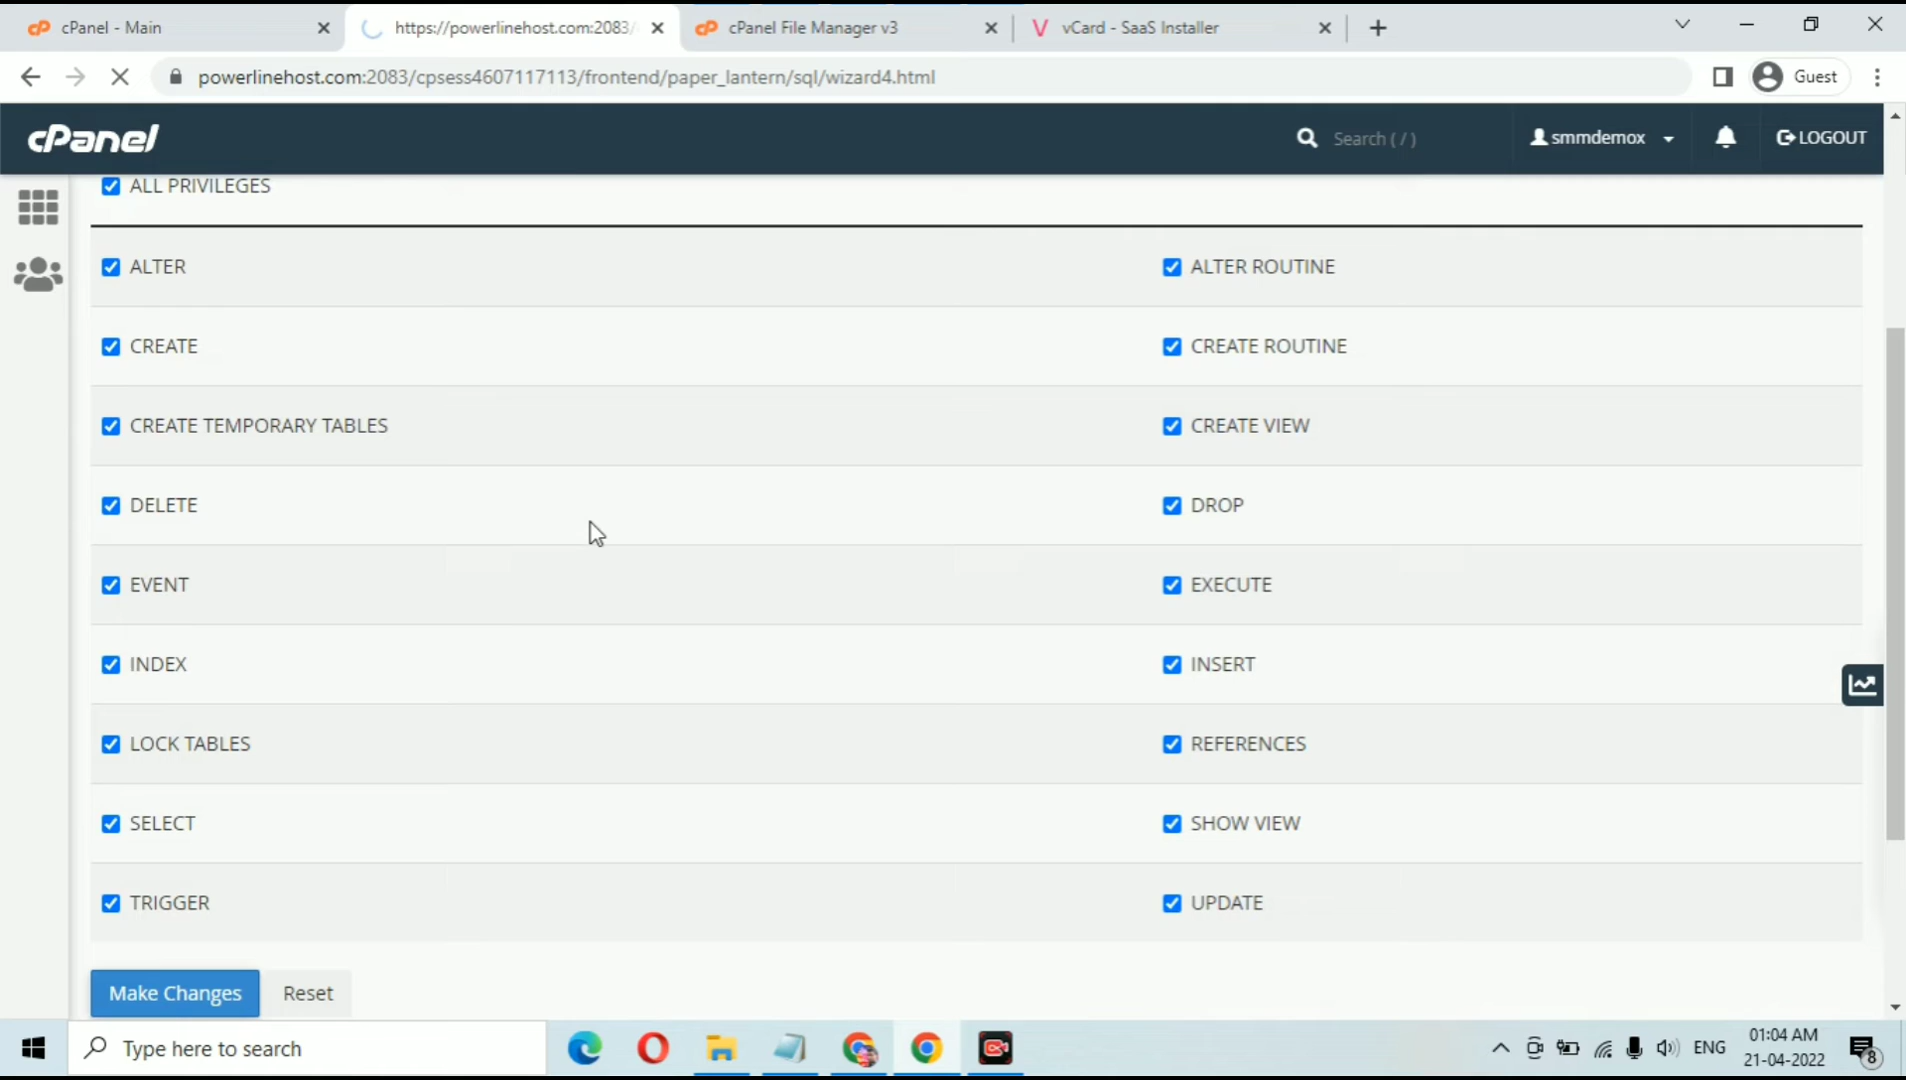 cPanel - Main
https://powerlinehost.com:2083/
cPanel File Manager v3
vCard - SaaS Installer
powerlinehost.com:2083/cpsess4607117113/frontend/paper_lantern/sql/wizard4.html
Guest
cPanel
Search ( / )
smmdemox
LOGOUT
ALL PRIVILEGES
ALTER
ALTER ROUTINE
CREATE
CREATE ROUTINE
CREATE TEMPORARY TABLES
CREATE VIEW
DELETE
DROP
EVENT
EXECUTE
INDEX
INSERT
LOCK TABLES
REFERENCES
SELECT
SHOW VIEW
TRIGGER
UPDATE
Make Changes
Reset
Type here to search
ENG
01:04 AM
21-04-2022
8